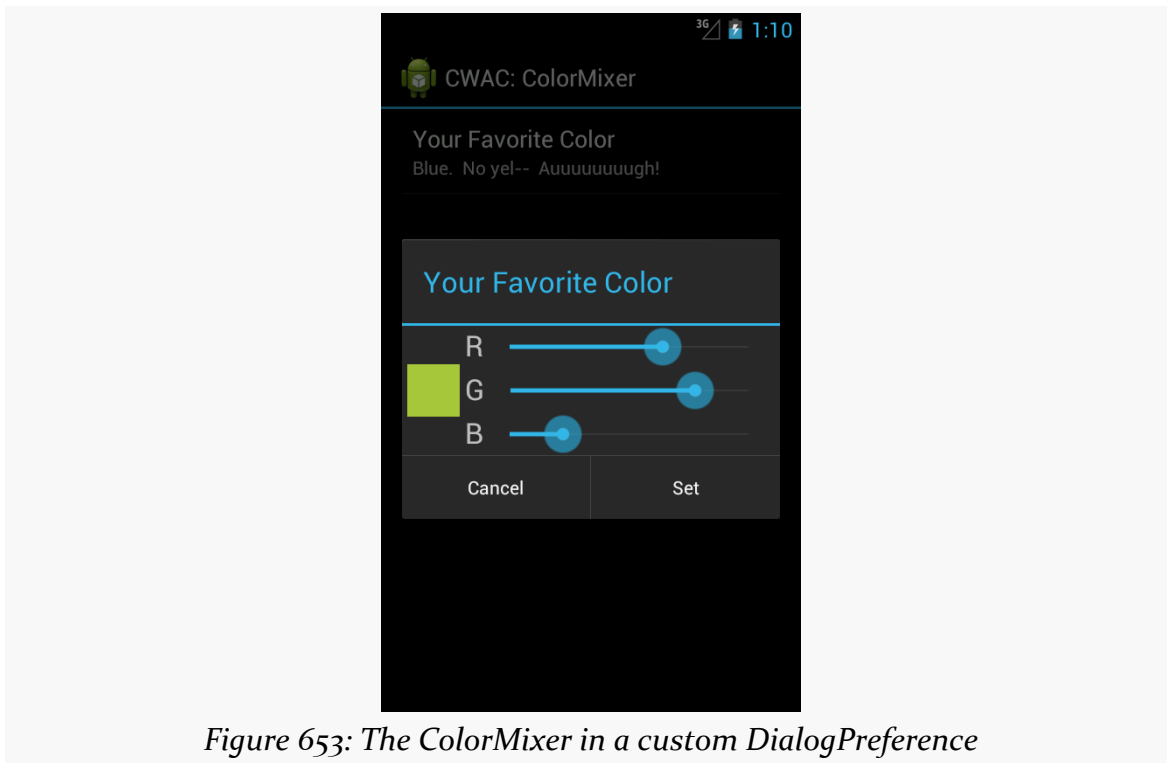 3G 1:10
CWAC: ColorMixer
Your Favorite Color
Blue. No yel-- Auuuuuuuugh!
Your Favorite Color
R
G
B
Cancel Set
Figure 653: The ColorMixer in a custom DialogPreference